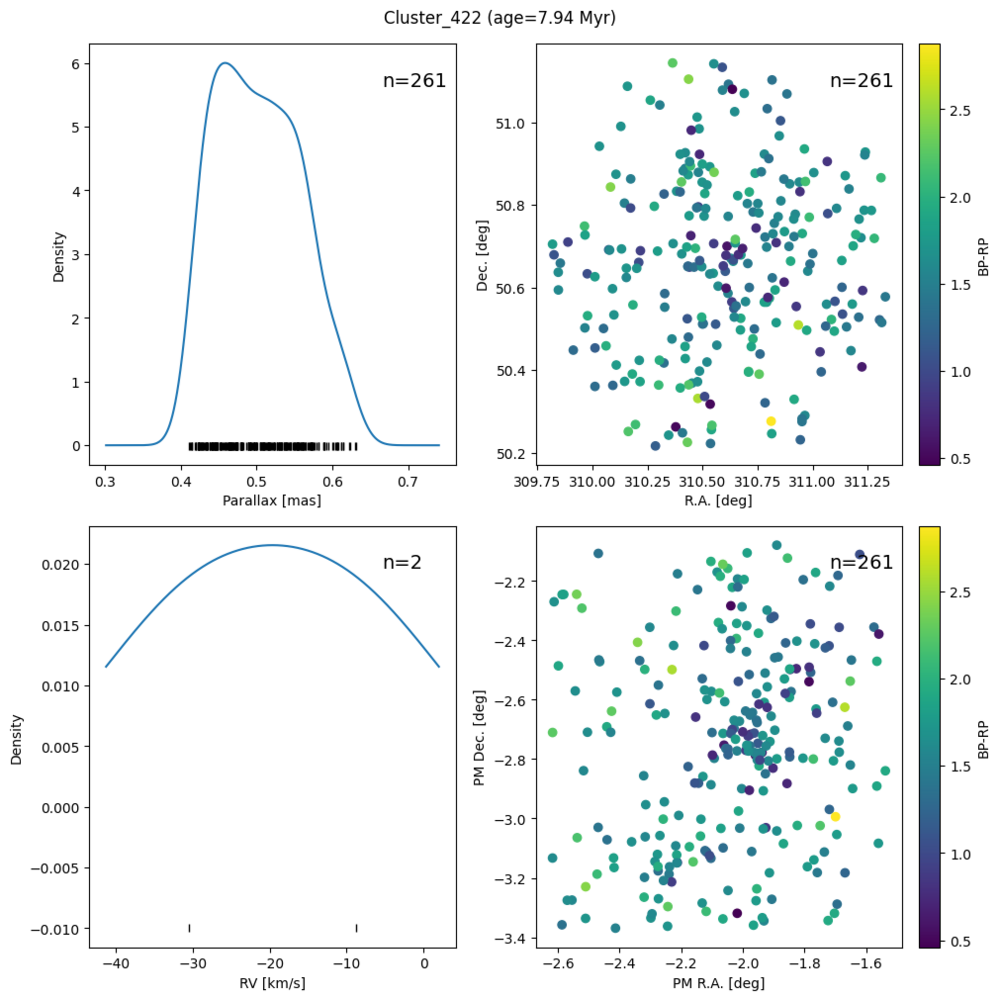 Cluster_422 (age=7.94 Myr)
n=261
6
5
4
3
2
1
0
Density
0.3 0.4 0.5 0.6 0.7
Parallax [mas]
n=261
51.0
50.8
50.6
50.4
50.2
Dec. [deg]
309.75 310.00 310.25 310.50 310.75 311.00 311.25
R.A. [deg]
2.5
2.0
1.5
1.0
0.5
BP-RP
n=2
0.020
0.015
0.010
0.005
0.000
−0.005
−0.010
Density
−40 −30 −20 −10 0
RV [km/s]
n=261
−2.2
−2.4
−2.6
−2.8
−3.0
−3.2
−3.4
PM Dec. [deg]
−2.6 −2.4 −2.2 −2.0 −1.8 −1.6
PM R.A. [deg]
2.5
2.0
1.5
1.0
0.5
BP-RP